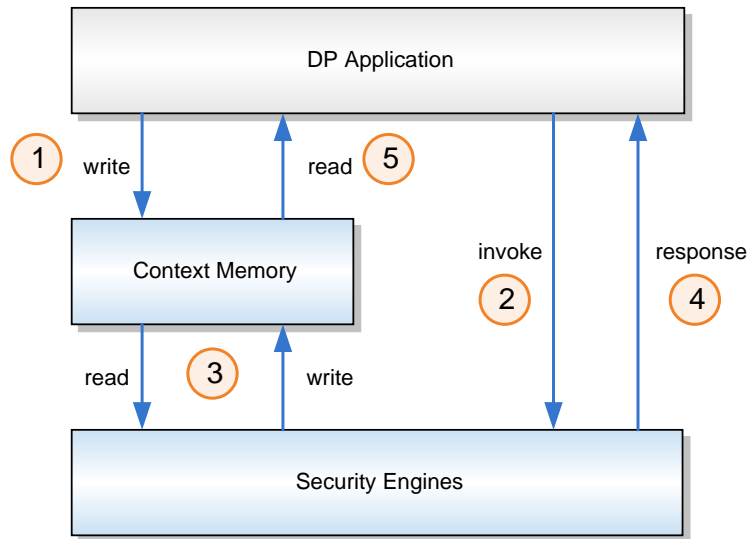 DP Application
1
write
read
5
Context Memory
invoke
2
response
4
read
3
write
Security Engines